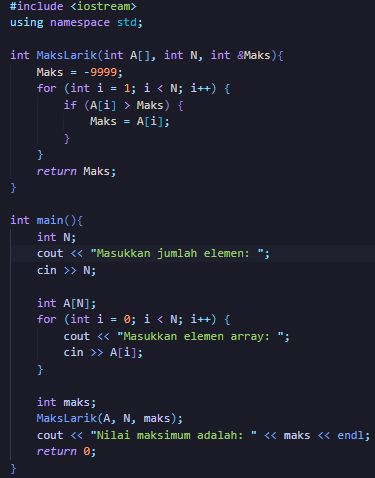 #include <iostream>
using namespace std;

int MaksLarik(int A[], int N, int &Maks){
    Maks = -9999;
    for (int i = 1; i < N; i++) {
        if (A[i] > Maks) {
            Maks = A[i];
        }
    }
    return Maks;
}

int main(){
    int N;
    cout << "Masukkan jumlah elemen: ";
    cin >> N;

    int A[N];
    for (int i = 0; i < N; i++) {
        cout << "Masukkan elemen array: ";
        cin >> A[i];
    }

    int maks;
    MaksLarik(A, N, maks);
    cout << "Nilai maksimum adalah: " << maks << endl;
    return 0;
}